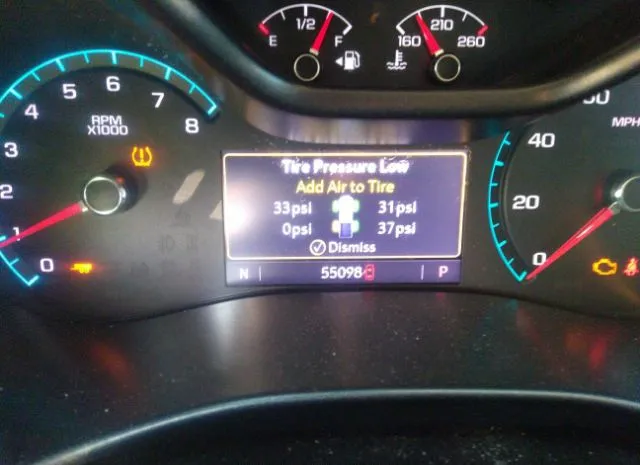 1/2
E F
160 210 260
4 5 6 7 8
RPM
X1000
3
2
1
0
Tire Pressure Low
Add Air to Tire
33psi 31psi
0psi 37psi
Dismiss
N 55098 P
MPH
40
20
0